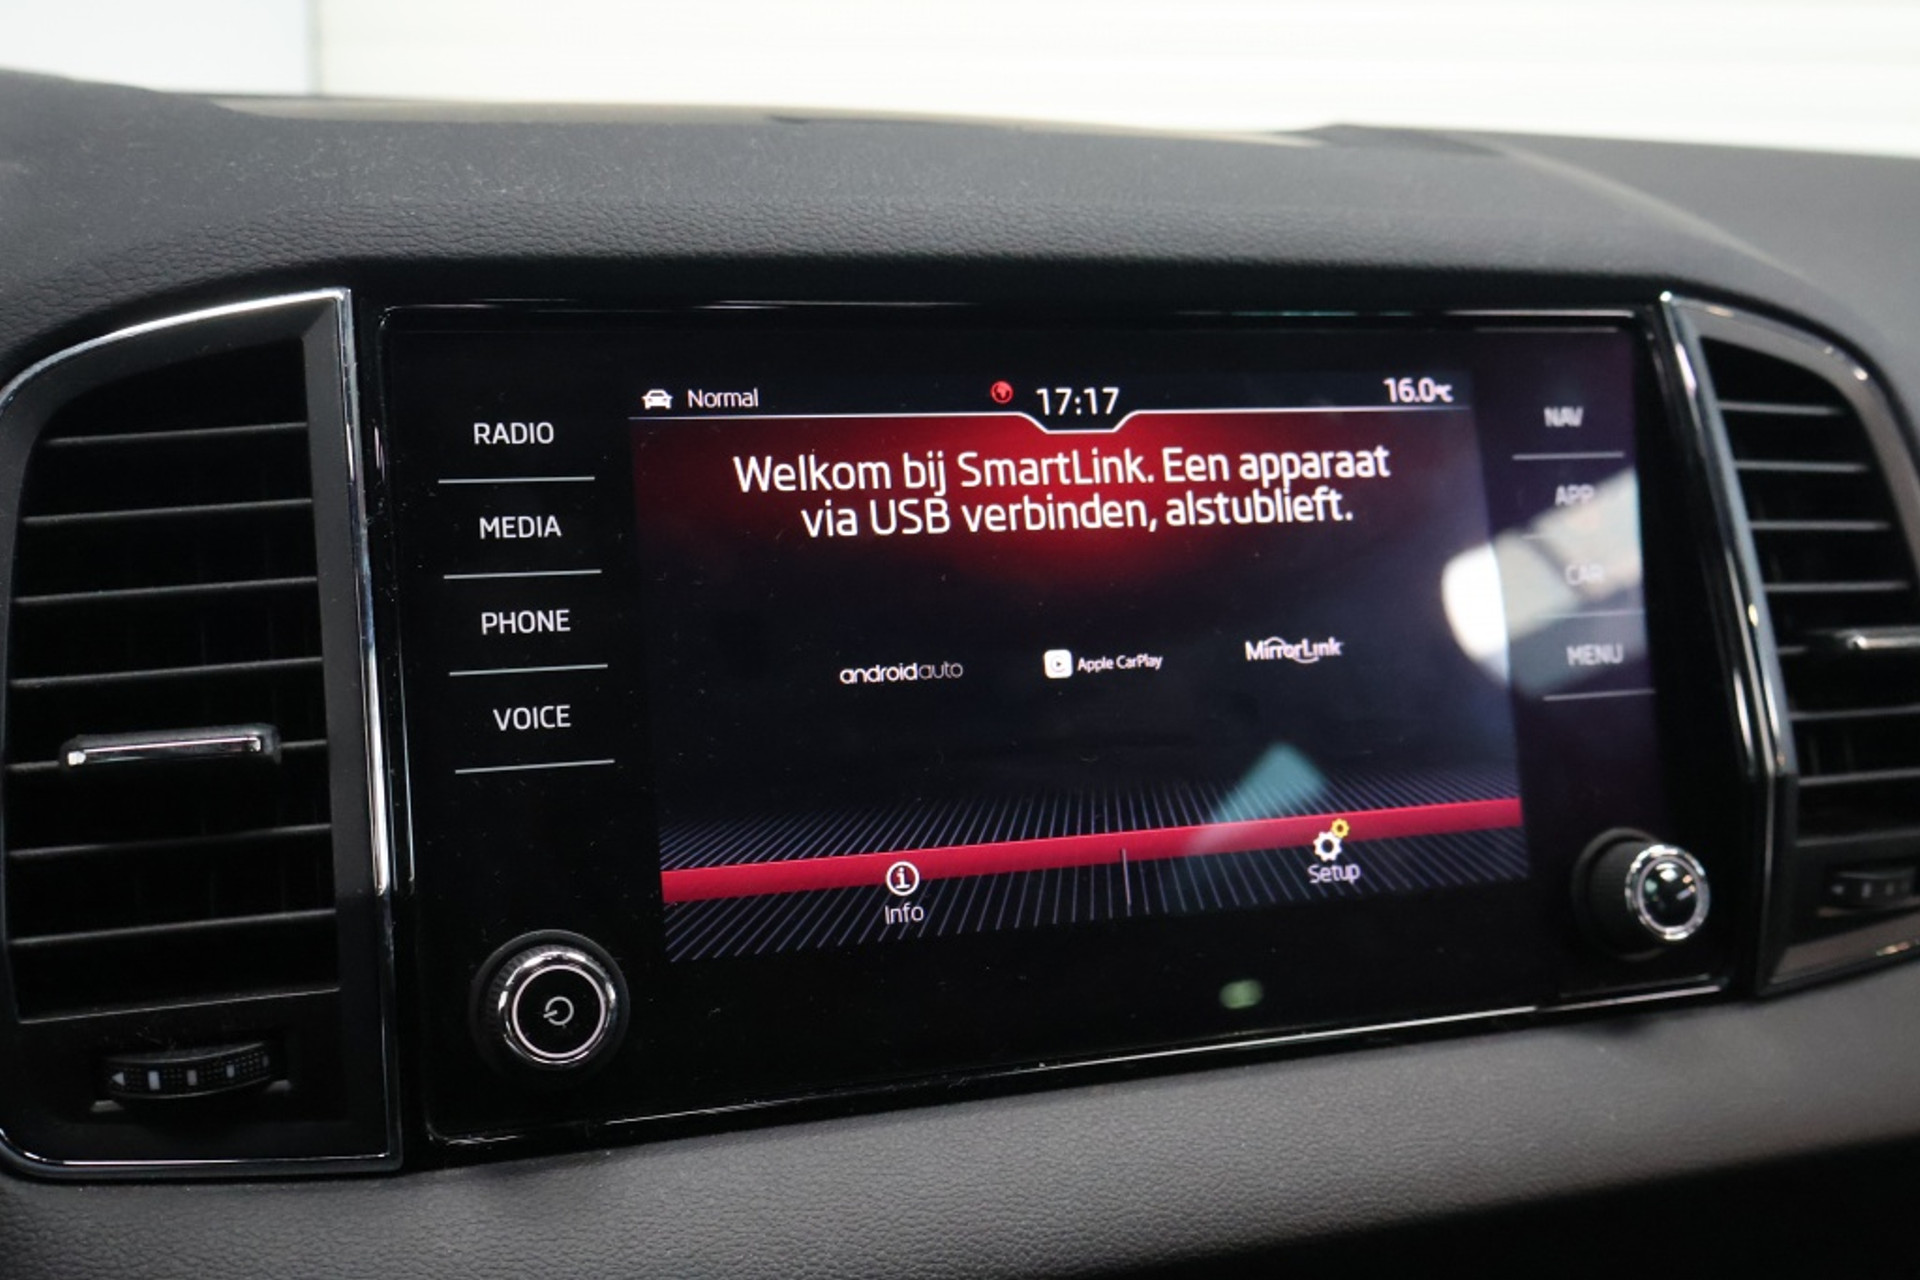 Normal
17:17
16.0°C
RADIO
MEDIA
PHONE
VOICE
Welkom bij SmartLink. Een apparaat
via USB verbinden, alstublieft.
androidauto
Apple CarPlay
MirrorLink
Info
Setup
NAV
APP
CAR
MENU